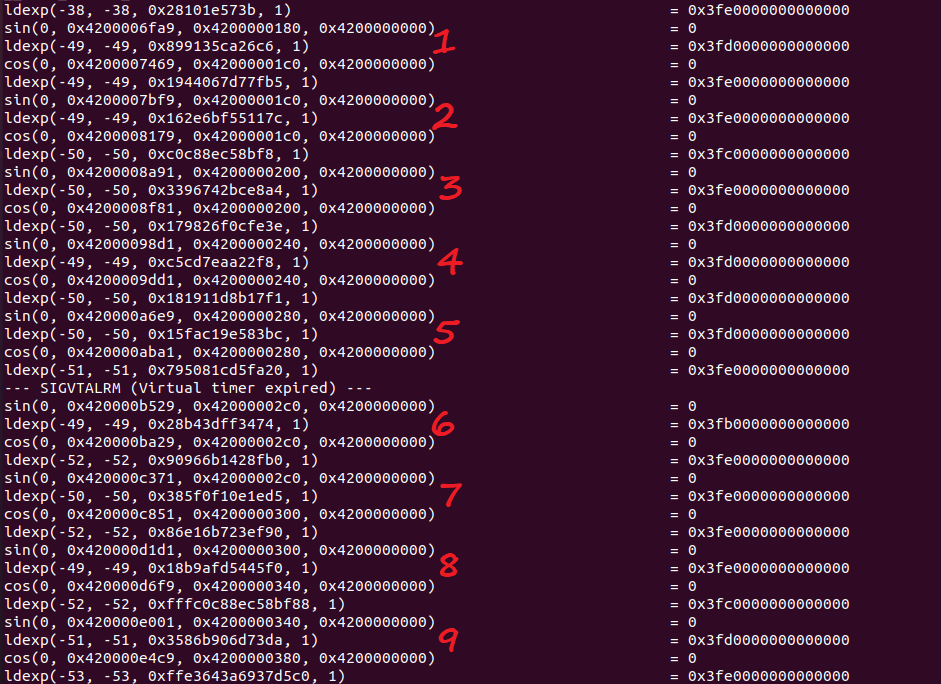 ldexp(-38, -38, 0x28101e573b, 1) = 0x3fe0000000000000
sin(0, 0x4200006fa9, 0x4200000180, 0x4200000000) = 0
1
ldexp(-49, -49, 0x899135ca26c6, 1) = 0x3fd0000000000000
cos(0, 0x4200007469, 0x42000001c0, 0x4200000000) = 0
ldexp(-49, -49, 0x1944067d77fb5, 1) = 0x3fe0000000000000
sin(0, 0x4200007bf9, 0x42000001c0, 0x4200000000) = 0
2
ldexp(-49, -49, 0x162e6bf55117c, 1) = 0x3fe0000000000000
cos(0, 0x4200008179, 0x42000001c0, 0x4200000000) = 0
ldexp(-50, -50, 0xc0c88ec58bf8, 1) = 0x3fc0000000000000
sin(0, 0x4200008a91, 0x4200000200, 0x4200000000) = 0
3
ldexp(-50, -50, 0x3396742bce8a4, 1) = 0x3fe0000000000000
cos(0, 0x4200008f81, 0x4200000200, 0x4200000000) = 0
ldexp(-50, -50, 0x179826f0cfe3e, 1) = 0x3fd0000000000000
sin(0, 0x42000098d1, 0x4200000240, 0x4200000000) = 0
4
ldexp(-49, -49, 0xc5cd7eaa22f8, 1) = 0x3fd0000000000000
cos(0, 0x4200009dd1, 0x4200000240, 0x4200000000) = 0
ldexp(-50, -50, 0x181911d8b17f1, 1) = 0x3fd0000000000000
sin(0, 0x420000a6e9, 0x4200000280, 0x4200000000) = 0
5
ldexp(-50, -50, 0x15fac19e583bc, 1) = 0x3fd0000000000000
cos(0, 0x420000aba1, 0x4200000280, 0x4200000000) = 0
ldexp(-51, -51, 0x795081cd5fa20, 1) = 0x3fe0000000000000
--- SIGVTALRM (Virtual timer expired) ---
sin(0, 0x420000b529, 0x42000002c0, 0x4200000000) = 0
6
ldexp(-49, -49, 0x28b43dff3474, 1) = 0x3fb0000000000000
cos(0, 0x420000ba29, 0x42000002c0, 0x4200000000) = 0
ldexp(-52, -52, 0x90966b1428fb0, 1) = 0x3fe0000000000000
sin(0, 0x420000c371, 0x42000002c0, 0x4200000000) = 0
7
ldexp(-50, -50, 0x385f0f10e1ed5, 1) = 0x3fe0000000000000
cos(0, 0x420000c851, 0x4200000300, 0x4200000000) = 0
ldexp(-52, -52, 0x86e16b723ef90, 1) = 0x3fe0000000000000
sin(0, 0x420000d1d1, 0x4200000300, 0x4200000000) = 0
8
ldexp(-49, -49, 0x18b9afd5445f0, 1) = 0x3fe0000000000000
cos(0, 0x420000d6f9, 0x4200000340, 0x4200000000) = 0
ldexp(-52, -52, 0xfffc0c88ec58bf88, 1) = 0x3fc0000000000000
sin(0, 0x420000e001, 0x4200000340, 0x4200000000) = 0
9
ldexp(-51, -51, 0x3586b906d73da, 1) = 0x3fd0000000000000
cos(0, 0x420000e4c9, 0x4200000380, 0x4200000000) = 0
ldexp(-53, -53, 0xffe3643a6937d5c0, 1) = 0x3fe0000000000000